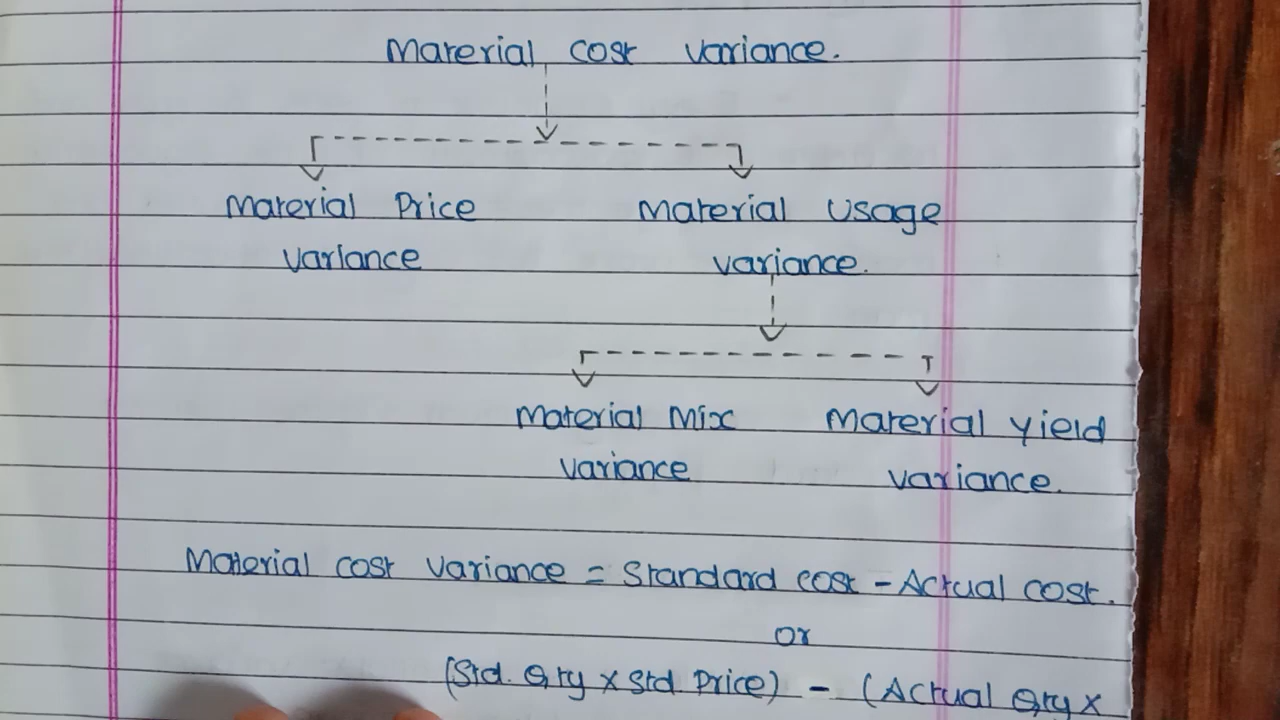 Material cost variance.
Material Price Material Usage
variance variance.
Material Mix Material Yield
variance variance.
Material cost variance = Standard cost - Actual cost.
or
(Std. Qty x Std Price) - (Actual Qty x